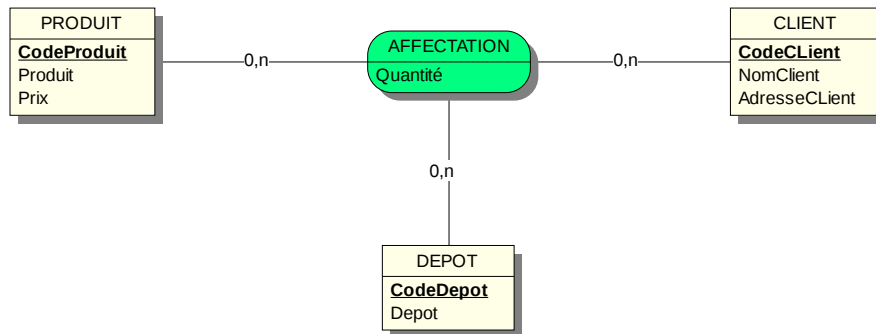 PRODUIT
CodeProduit
Produit
Prix
0,n
AFFECTATION
Quantité
0,n
CLIENT
CodeCLient
NomClient
AdresseCLient
0,n
DEPOT
CodeDepot
Depot